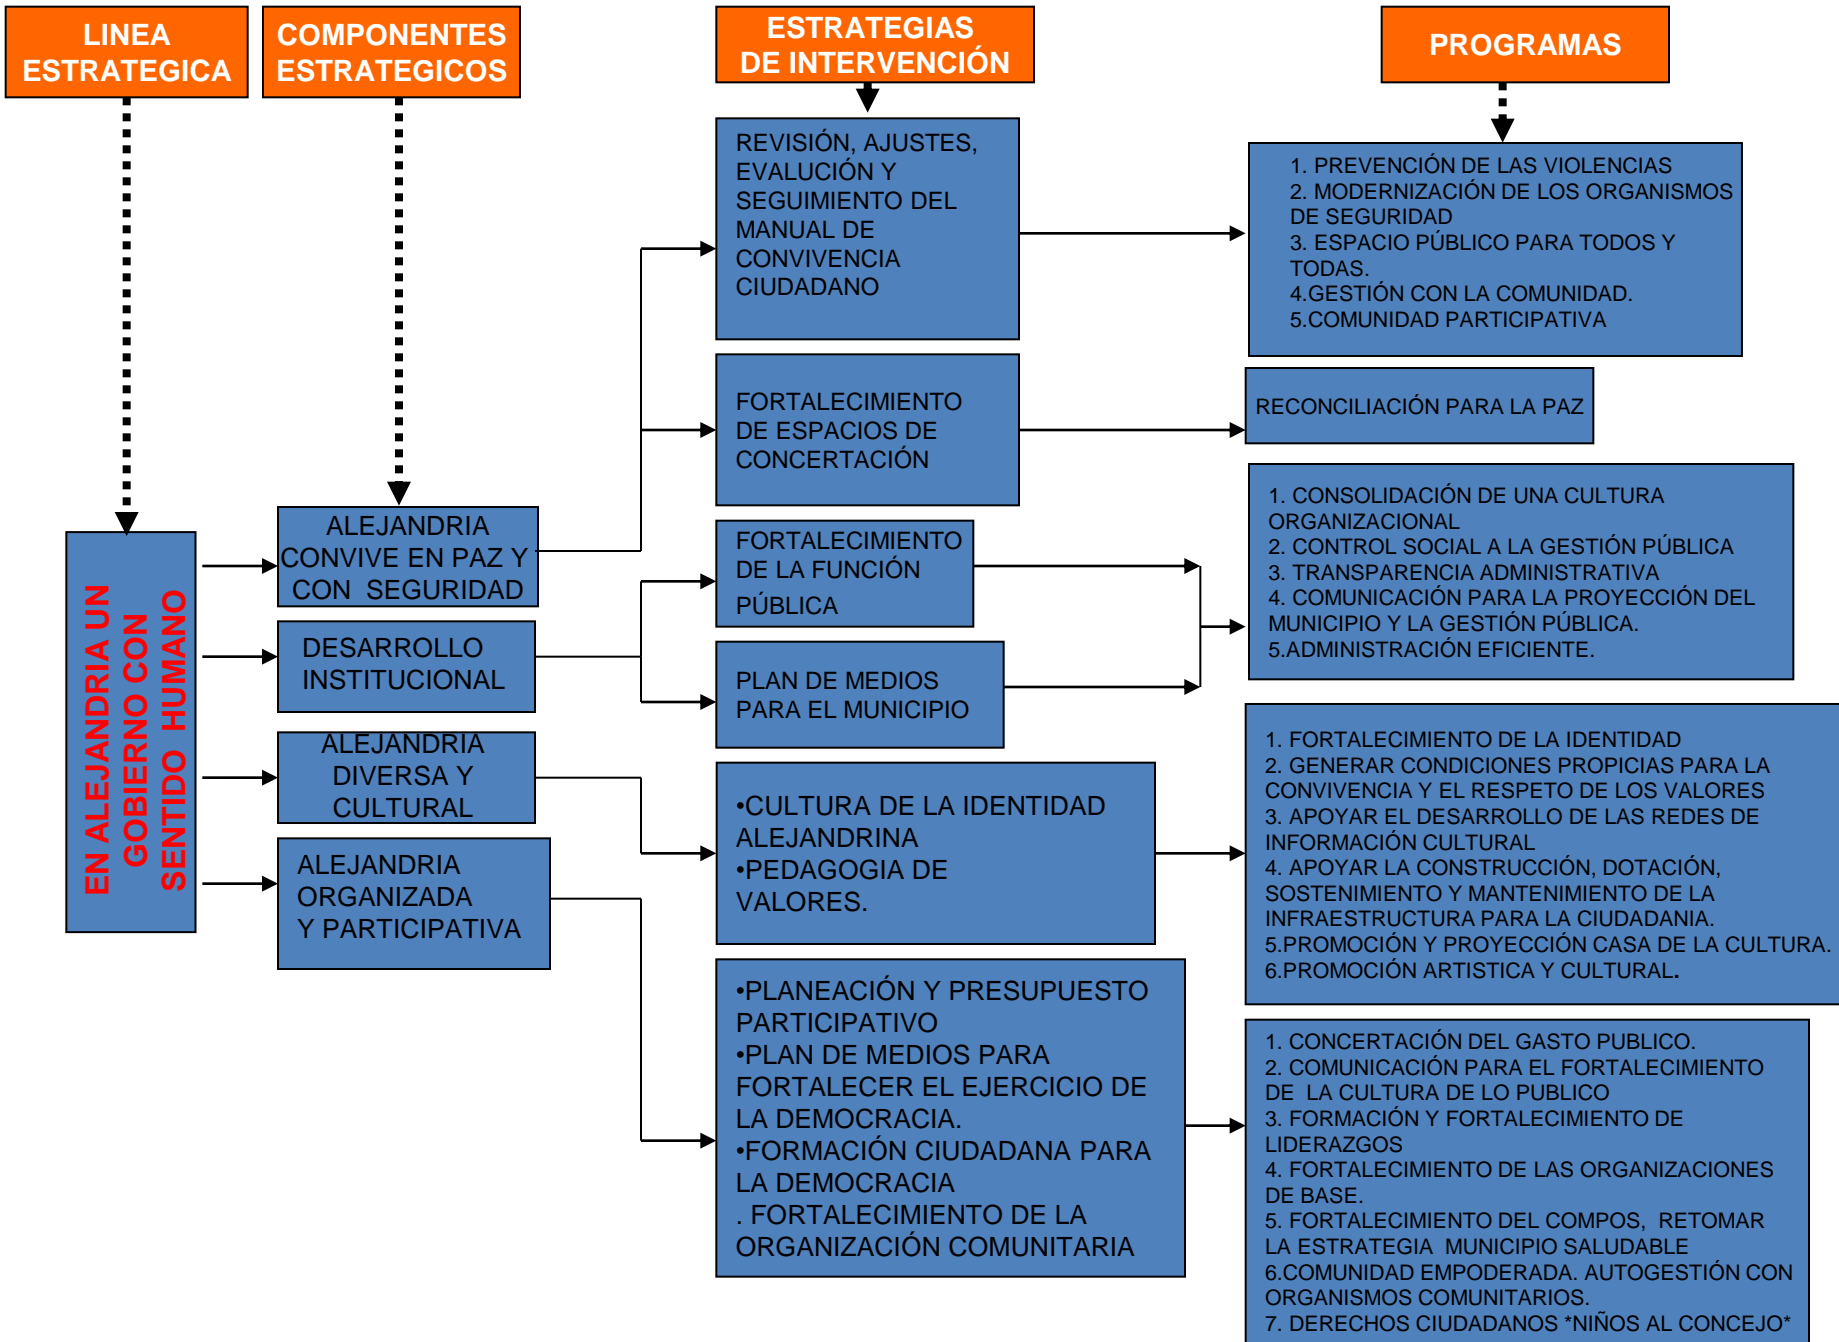 LINEA
ESTRATEGICA
COMPONENTES
ESTRATEGICOS
ESTRATEGIAS
DE INTERVENCIÓN
PROGRAMAS
EN ALEJANDRIA UN
GOBIERNO CON
SENTIDO HUMANO
ALEJANDRIA
CONVIVE EN PAZ Y
CON SEGURIDAD
DESARROLLO
INSTITUCIONAL
ALEJANDRIA
DIVERSA Y
CULTURAL
ALEJANDRIA
ORGANIZADA
Y PARTICIPATIVA
REVISIÓN, AJUSTES,
EVALUCIÓN Y
SEGUIMIENTO DEL
MANUAL DE
CONVIVENCIA
CIUDADANO
FORTALECIMIENTO
DE ESPACIOS DE
CONCERTACIÓN
FORTALECIMIENTO
DE LA FUNCIÓN
PÚBLICA
PLAN DE MEDIOS
PARA EL MUNICIPIO
•CULTURA DE LA IDENTIDAD
ALEJANDRINA
•PEDAGOGIA DE
VALORES.
•PLANEACIÓN Y PRESUPUESTO
PARTICIPATIVO
•PLAN DE MEDIOS PARA
FORTALECER EL EJERCICIO DE
LA DEMOCRACIA.
•FORMACIÓN CIUDADANA PARA
LA DEMOCRACIA
. FORTALECIMIENTO DE LA
ORGANIZACIÓN COMUNITARIA
1. PREVENCIÓN DE LAS VIOLENCIAS
2. MODERNIZACIÓN DE LOS ORGANISMOS
DE SEGURIDAD
3. ESPACIO PÚBLICO PARA TODOS Y
TODAS.
4.GESTIÓN CON LA COMUNIDAD.
5.COMUNIDAD PARTICIPATIVA
RECONCILIACIÓN PARA LA PAZ
1. CONSOLIDACIÓN DE UNA CULTURA
ORGANIZACIONAL
2. CONTROL SOCIAL A LA GESTIÓN PÚBLICA
3. TRANSPARENCIA ADMINISTRATIVA
4. COMUNICACIÓN PARA LA PROYECCIÓN DEL
MUNICIPIO Y LA GESTIÓN PÚBLICA.
5.ADMINISTRACIÓN EFICIENTE.
1. FORTALECIMIENTO DE LA IDENTIDAD
2. GENERAR CONDICIONES PROPICIAS PARA LA
CONVIVENCIA Y EL RESPETO DE LOS VALORES
3. APOYAR EL DESARROLLO DE LAS REDES DE
INFORMACIÓN CULTURAL
4. APOYAR LA CONSTRUCCIÓN, DOTACIÓN,
SOSTENIMIENTO Y MANTENIMIENTO DE LA
INFRAESTRUCTURA PARA LA CIUDADANIA.
5.PROMOCIÓN Y PROYECCIÓN CASA DE LA CULTURA.
6.PROMOCIÓN ARTISTICA Y CULTURAL.
1. CONCERTACIÓN DEL GASTO PUBLICO.
2. COMUNICACIÓN PARA EL FORTALECIMIENTO
DE LA CULTURA DE LO PUBLICO
3. FORMACIÓN Y FORTALECIMIENTO DE
LIDERAZGOS
4. FORTALECIMIENTO DE LAS ORGANIZACIONES
DE BASE.
5. FORTALECIMIENTO DEL COMPOS, RETOMAR
LA ESTRATEGIA MUNICIPIO SALUDABLE
6.COMUNIDAD EMPODERADA. AUTOGESTIÓN CON
ORGANISMOS COMUNITARIOS.
7. DERECHOS CIUDADANOS *NIÑOS AL CONCEJO*